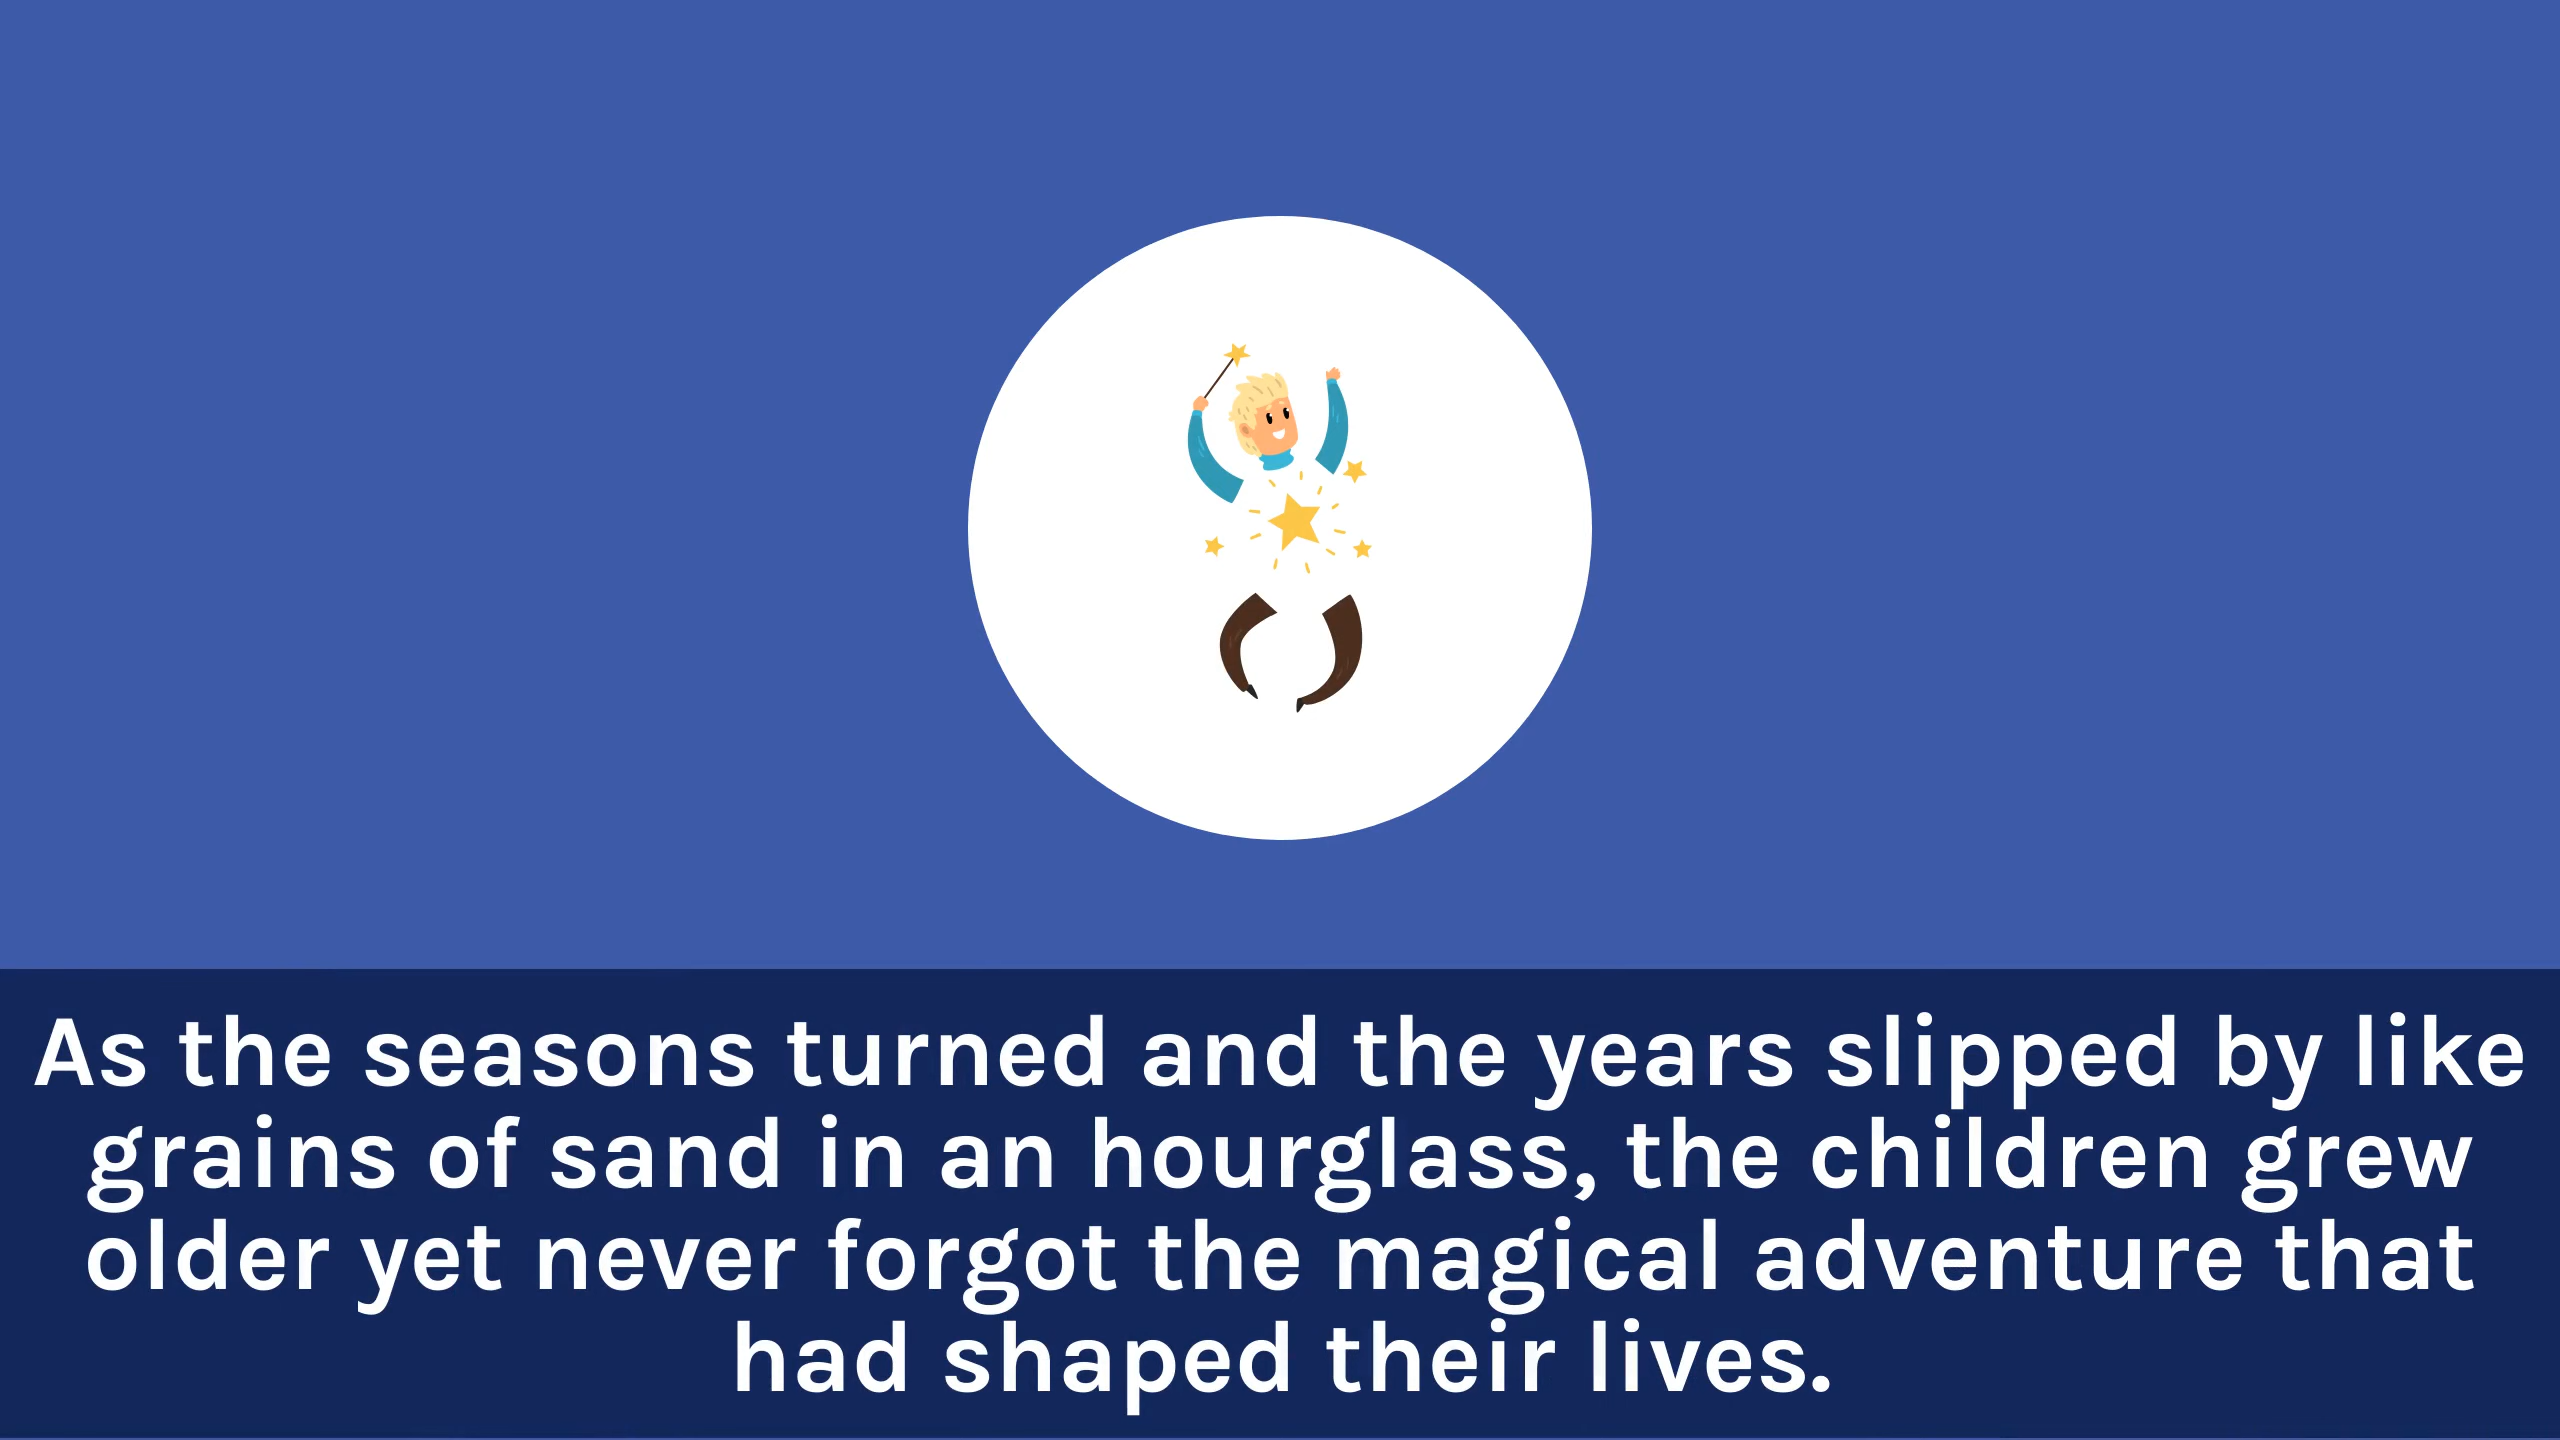 As the seasons turned and the years slipped by like
grains of sand in an hourglass, the children grew
older yet never forgot the magical adventure that
had shaped their lives.